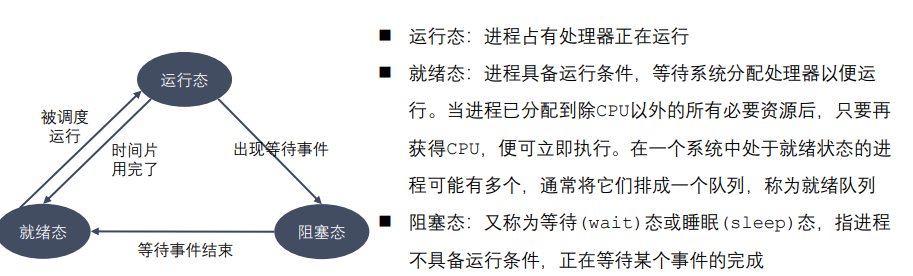 运行态
被调度
运行
时间片
用完了
出现等待事件
就绪态
阻塞态
等待事件结束
■ 运行态：进程占有处理器正在运行
■ 就绪态：进程具备运行条件，等待系统分配处理器以便运
行。当进程已分配到除CPU以外的所有必要资源后，只要再
获得CPU，便可立即执行。在一个系统中处于就绪状态的进
程可能有多个，通常将它们排成一个队列，称为就绪队列
■ 阻塞态：又称为等待(wait)态或睡眠(sleep)态，指进程
不具备运行条件，正在等待某个事件的完成